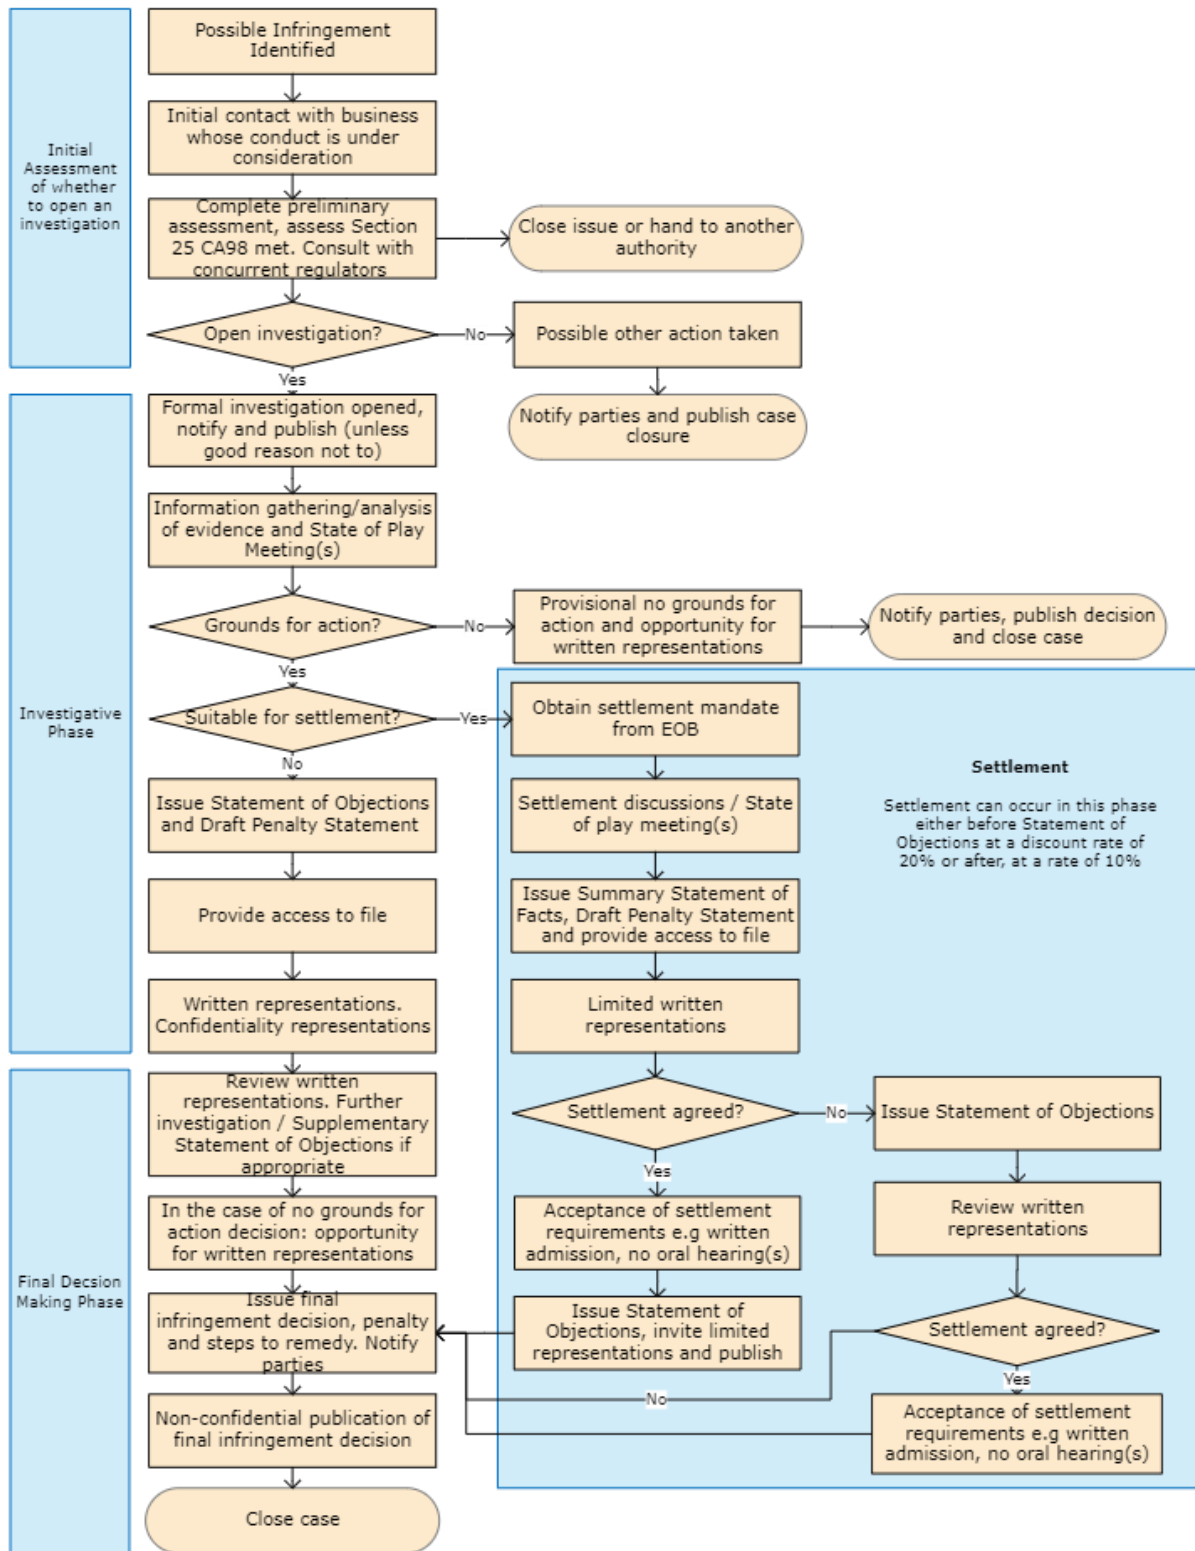 Possible Infringement
Identified
Initial contact with business
whose conduct is under
consideration
Initial
Assessment
of whether
to open an
investigation
Complete preliminary
assessment, assess Section
25 CA98 met. Consult with
concurrent regulators
Close issue or hand to another
authority
Open investigation?
No
Possible other action taken
Yes
Formal investigation opened,
notify and publish (unless
good reason not to)
Notify parties and publish case
closure
Information gathering/analysis
of evidence and State of Play
Meeting(s)
Grounds for action?
No
Provisional no grounds for
action and opportunity for
written representations
Notify parties, publish decision
and close case
Yes
Investigative
Phase
Suitable for settlement?
Yes
Obtain settlement mandate
from EOB
No
Settlement
Settlement can occur in this phase
either before Statement of
Objections at a discount rate of
20% or after, at a rate of 10%
Issue Statement of Objections
and Draft Penalty Statement
Settlement discussions / State
of play meeting(s)
Provide access to file
Issue Summary Statement of
Facts, Draft Penalty Statement
and provide access to file
Written representations.
Confidentiality representations
Limited written
representations
Review written
representations. Further
investigation / Supplementary
Statement of Objections if
appropriate
Settlement agreed?
No
Issue Statement of Objections
Yes
In the case of no grounds for
action decision: opportunity
for written representations
Acceptance of settlement
requirements e.g written
admission, no oral hearing(s)
Review written
representations
Final Decsion
Making Phase
Issue final
infringement decision, penalty
and steps to remedy. Notify
parties
Issue Statement of
Objections, invite limited
representations and publish
Settlement agreed?
Yes
No
Non-confidential publication of
final infringement decision
Acceptance of settlement
requirements e.g written
admission, no oral hearing(s)
Close case